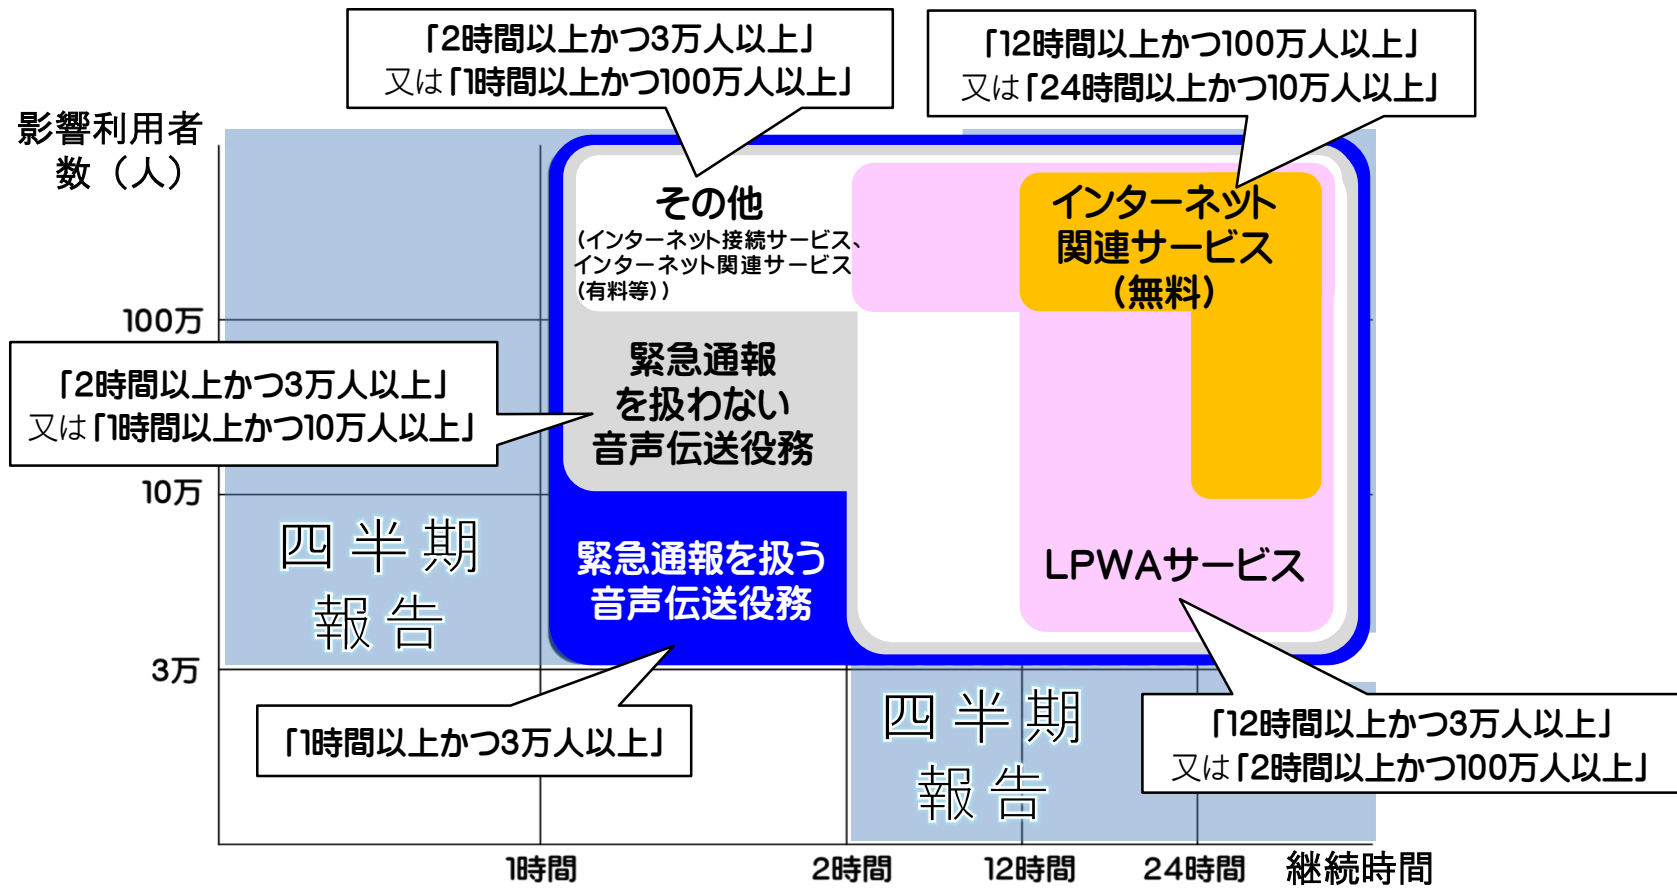 「2時間以上かつ3万人以上」
又は「1時間以上かつ100万人以上」
「12時間以上かつ100万人以上」
又は「24時間以上かつ10万人以上」
影響利用者
数（人）
その他
（インターネット接続サービス、
インターネット関連サービス
（有料等））
インターネット
関連サービス
（無料）
100万
緊急通報
を扱わない
音声伝送役務
「2時間以上かつ3万人以上」
又は「1時間以上かつ10万人以上」
10万
四半期
報告
緊急通報を扱う
音声伝送役務
LPWAサービス
3万
「1時間以上かつ3万人以上」
四半期
報告
「12時間以上かつ3万人以上」
又は「2時間以上かつ100万人以上」
1時間
2時間
12時間
24時間
継続時間